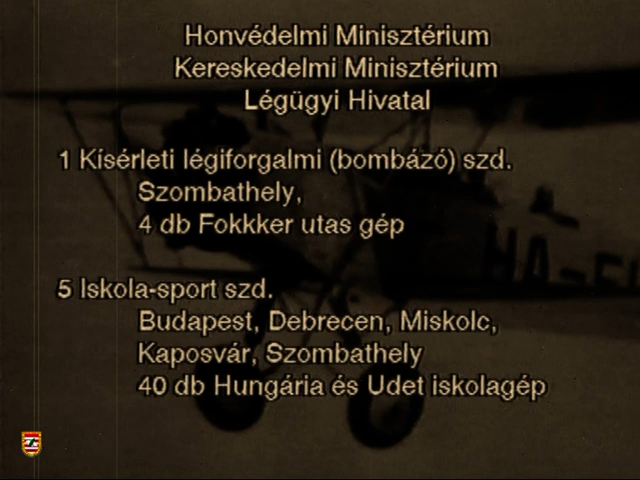 Honvédelmi Minisztérium
Kereskedelmi Minisztérium
Légügyi Hivatal
1 Kísérleti légiforgalmi (bombázó) szd.
Szombathely,
4 db Fokkker utas gép
5 Iskola-sport szd.
Budapest, Debrecen, Miskolc,
Kaposvár, Szombathely
40 db Hungária és Udet iskolagép